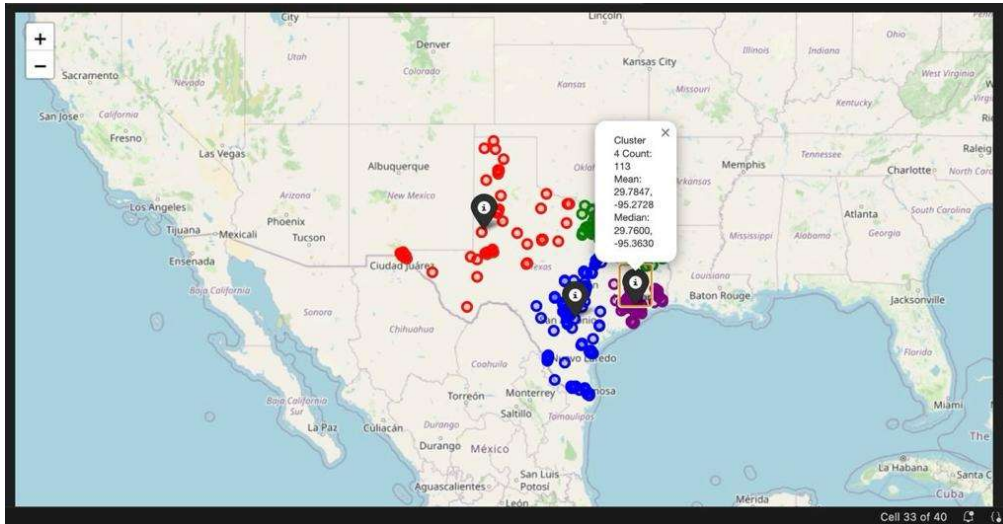 City
Lincoln
Ohio
+
−
Utah
Denver
Colorado
Kansas City
Illinois
Indiana
Sacramento
Nevada
Kansas
Missouri
West Virginia
San Jose
California
Kentucky
Fresno
Las Vegas
Albuquerque
New Mexico
Memphis
Tennessee
Charlotte
North Caro
Raleig
Cluster
4 Count:
113
Mean:
29.7847,
-95.2728
Median:
29.7600,
-95.3630
×
Los Angeles
Arizona
Phoenix
Atlanta
South Carolina
Tijuana
Mexicali
Tucson
Mississippi
Alabama
Georgia
Ensenada
Ciudad Juárez
Texas
Louisiana
Baton Rouge
Jacksonville
Baja California
Sonora
Chihuahua
Coahuila
Nuevo Laredo
Florida
Baja California
Sur
Torreón
Monterrey
Miami
La Paz
Culiacán
Durango
Saltillo
Tamaulipas
The
Durango
México
La Habana
Santa C
Aguascalientes
San Luis
Potosí
Cuba
León
Mérida
Cell 33 of 40